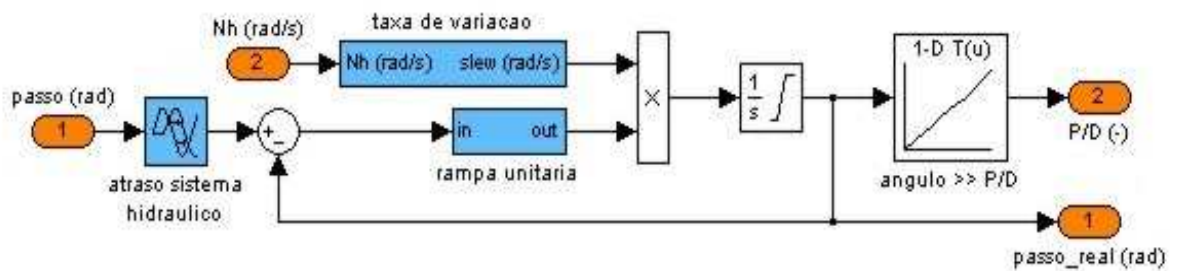 Nh (rad/s)
2
taxa de variacao
Nh (rad/s) slew (rad/s)
passo (rad)
1
atraso sistema
hidraulico
+
−
in out
rampa unitaria
×
1
s
1-D T(u)
angulo >> P/D
2
P/D (-)
1
passo_real (rad)